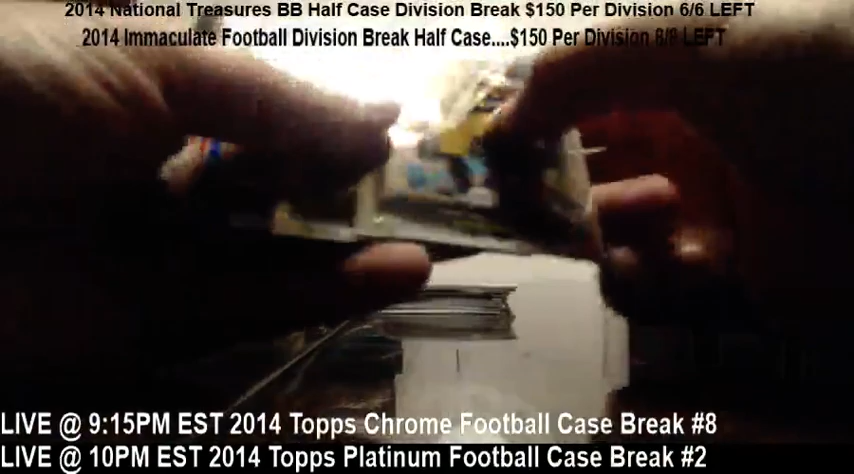 2014 National Treasures BB Half Case Division Break $150 Per Division 6/6 LEFT
2014 Immaculate Football Division Break Half Case....$150 Per Division 8/8 LEFT
LIVE @ 9:15PM EST 2014 Topps Chrome Football Case Break #8
LIVE @ 10PM EST 2014 Topps Platinum Football Case Break #2